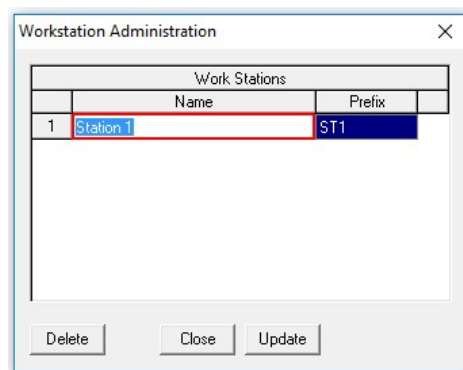 Workstation Administration
Work Stations
Name Prefix
1 Station 1 ST1
Delete Close Update